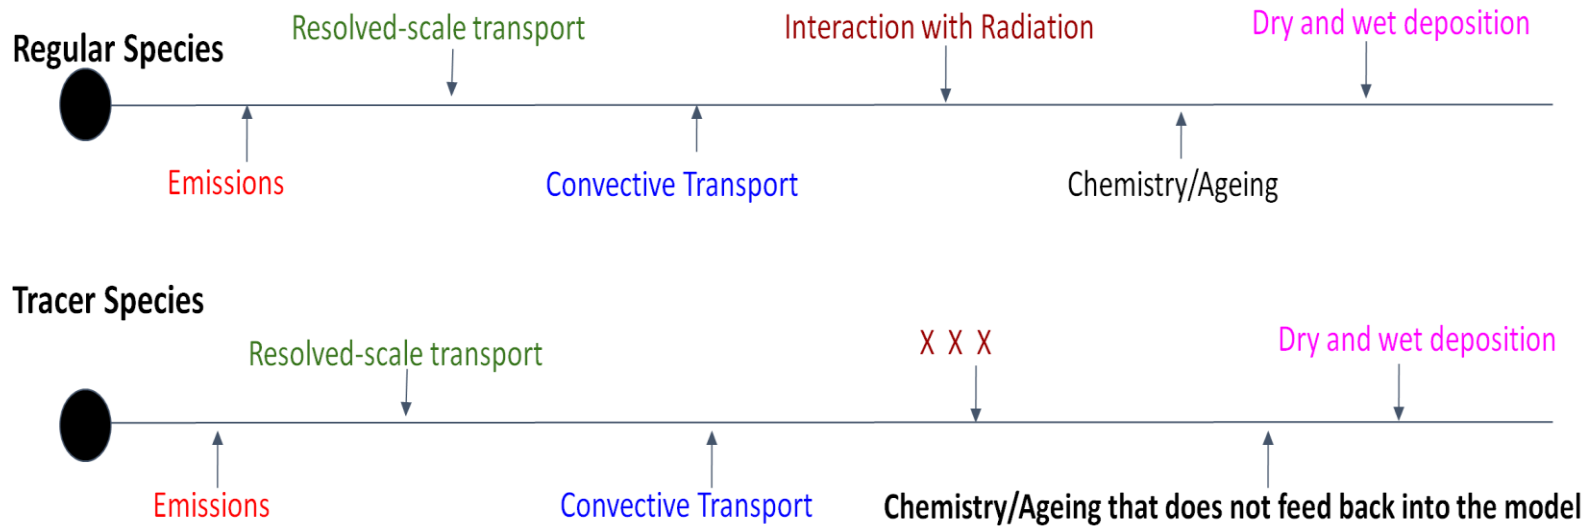 Regular Species
Resolved-scale transport
Interaction with Radiation
Dry and wet deposition
Emissions
Convective Transport
Chemistry/Ageing
Tracer Species
Resolved-scale transport
X X X
Dry and wet deposition
Emissions
Convective Transport
Chemistry/Ageing that does not feed back into the model